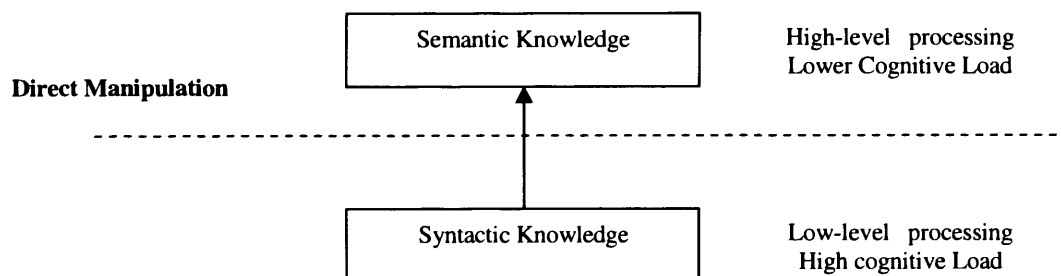 Semantic Knowledge
High-level processing
Lower Cognitive Load
Direct Manipulation
Syntactic Knowledge
Low-level processing
High cognitive Load